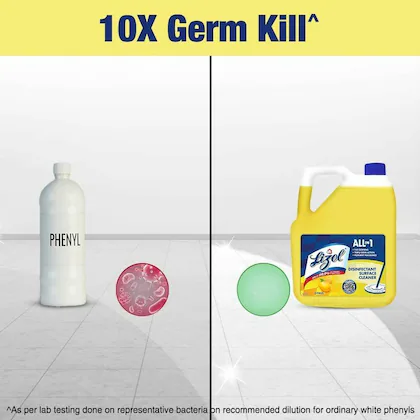 10X Germ Kill^
PHENYL
ALL in 1
Lizol
DISINFECTANT
SURFACE
CLEANER
^As per lab testing done on representative bacteria on recommended dilution for ordinary white phenyls